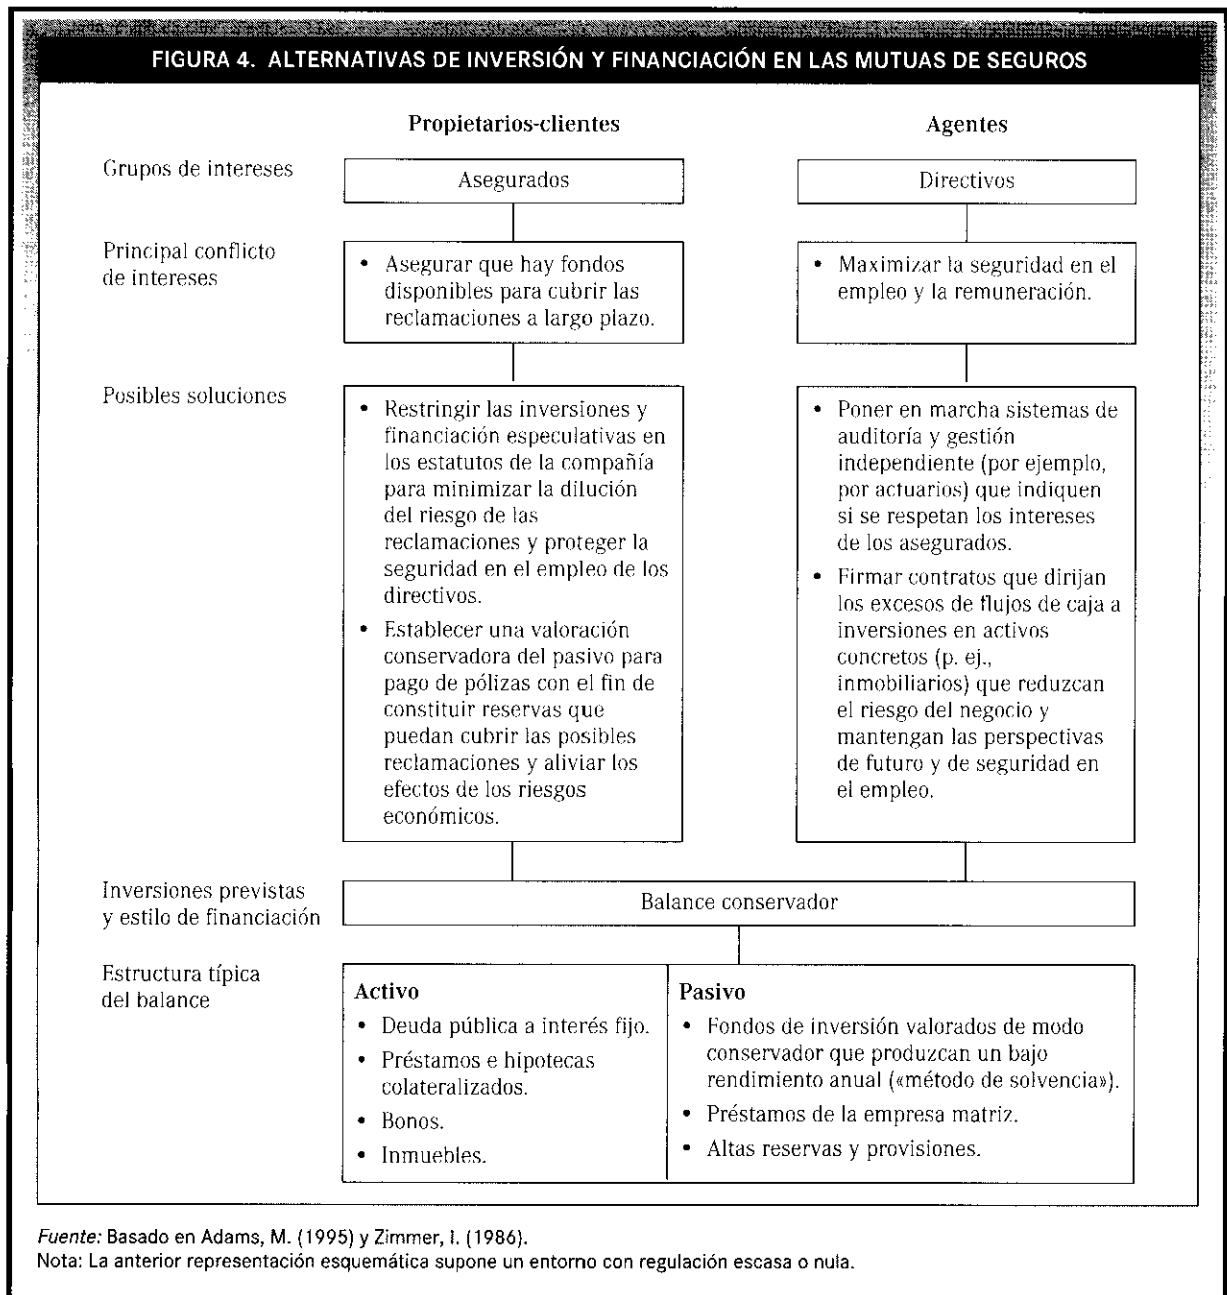 FIGURA 4. ALTERNATIVAS DE INVERSIÓN Y FINANCIACIÓN EN LAS MUTUAS DE SEGUROS
Propietarios-clientes
Agentes
Grupos de intereses
Asegurados
Directivos
Principal conflicto
de intereses
• Asegurar que hay fondos
disponibles para cubrir las
reclamaciones a largo plazo.
• Maximizar la seguridad en el
empleo y la remuneración.
Posibles soluciones
• Restringir las inversiones y
financiación especulativas en
los estatutos de la compañía
para minimizar la dilución
del riesgo de las
reclamaciones y proteger la
seguridad en el empleo de los
directivos.
• Establecer una valoración
conservadora del pasivo para
pago de pólizas con el fin de
constituir reservas que
puedan cubrir las posibles
reclamaciones y aliviar los
efectos de los riesgos
económicos.
• Poner en marcha sistemas de
auditoría y gestión
independiente (por ejemplo,
por actuarios) que indiquen
si se respetan los intereses
de los asegurados.
• Firmar contratos que dirijan
los excesos de flujos de caja a
inversiones en activos
concretos (p. ej.,
inmobiliarios) que reduzcan
el riesgo del negocio y
mantengan las perspectivas
de futuro y de seguridad en
el empleo.
Inversiones previstas
y estilo de financiación
Balance conservador
Estructura típica
del balance
Activo
• Deuda pública a interés fijo.
• Préstamos e hipotecas
colateralizados.
• Bonos.
• Inmuebles.
Pasivo
• Fondos de inversión valorados de modo
conservador que produzcan un bajo
rendimiento anual («método de solvencia»).
• Préstamos de la empresa matriz.
• Altas reservas y provisiones.
Fuente: Basado en Adams, M. (1995) y Zimmer, I. (1986).
Nota: La anterior representación esquemática supone un entorno con regulación escasa o nula.